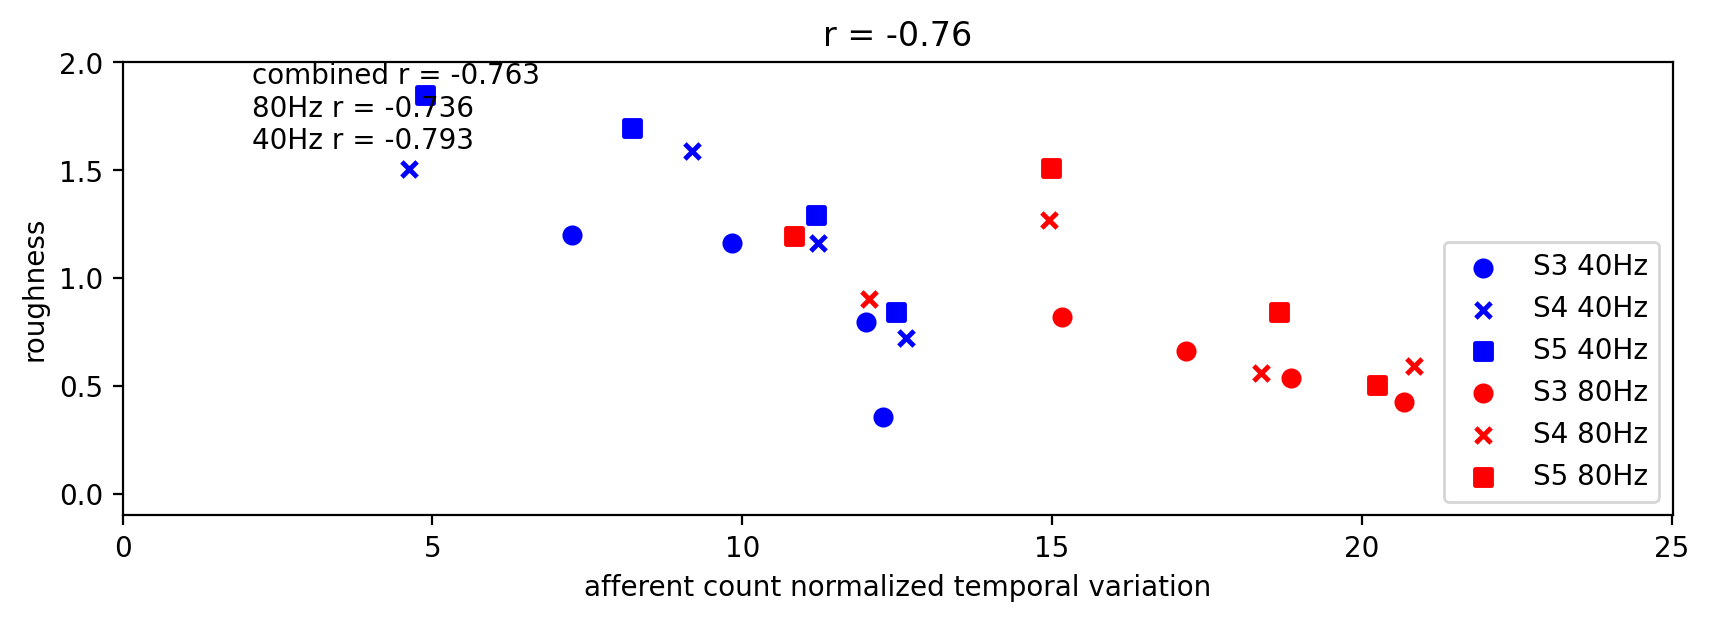 r = -0.76
combined r = -0.763
80Hz r = -0.736
40Hz r = -0.793
2.0
1.5
1.0
0.5
0.0
roughness
S3 40Hz
S4 40Hz
S5 40Hz
S3 80Hz
S4 80Hz
S5 80Hz
0 5 10 15 20 25
afferent count normalized temporal variation